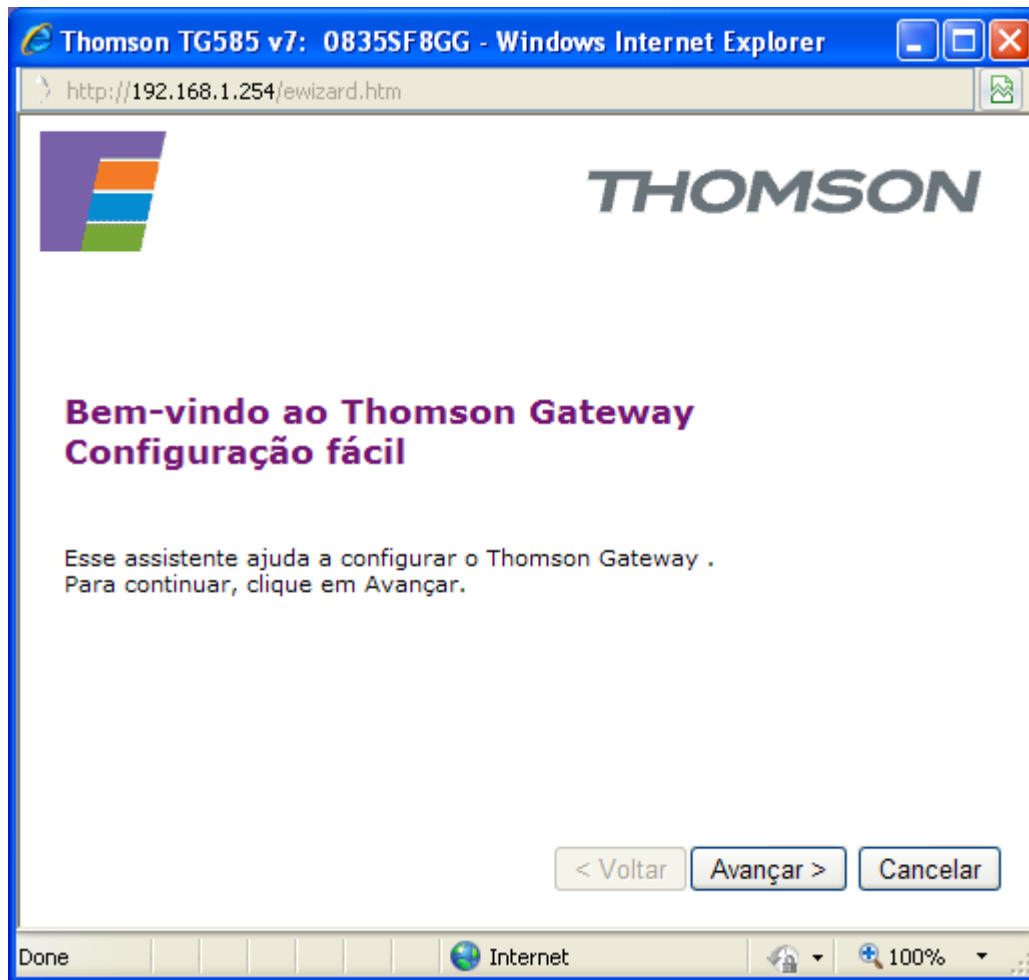 Thomson TG585 v7: 0835SF8GG - Windows Internet Explorer
http://192.168.1.254/ewizard.htm
THOMSON
Bem-vindo ao Thomson Gateway
Configuração fácil
Esse assistente ajuda a configurar o Thomson Gateway .
Para continuar, clique em Avançar.
< Voltar Avançar > Cancelar
Done Internet 100%